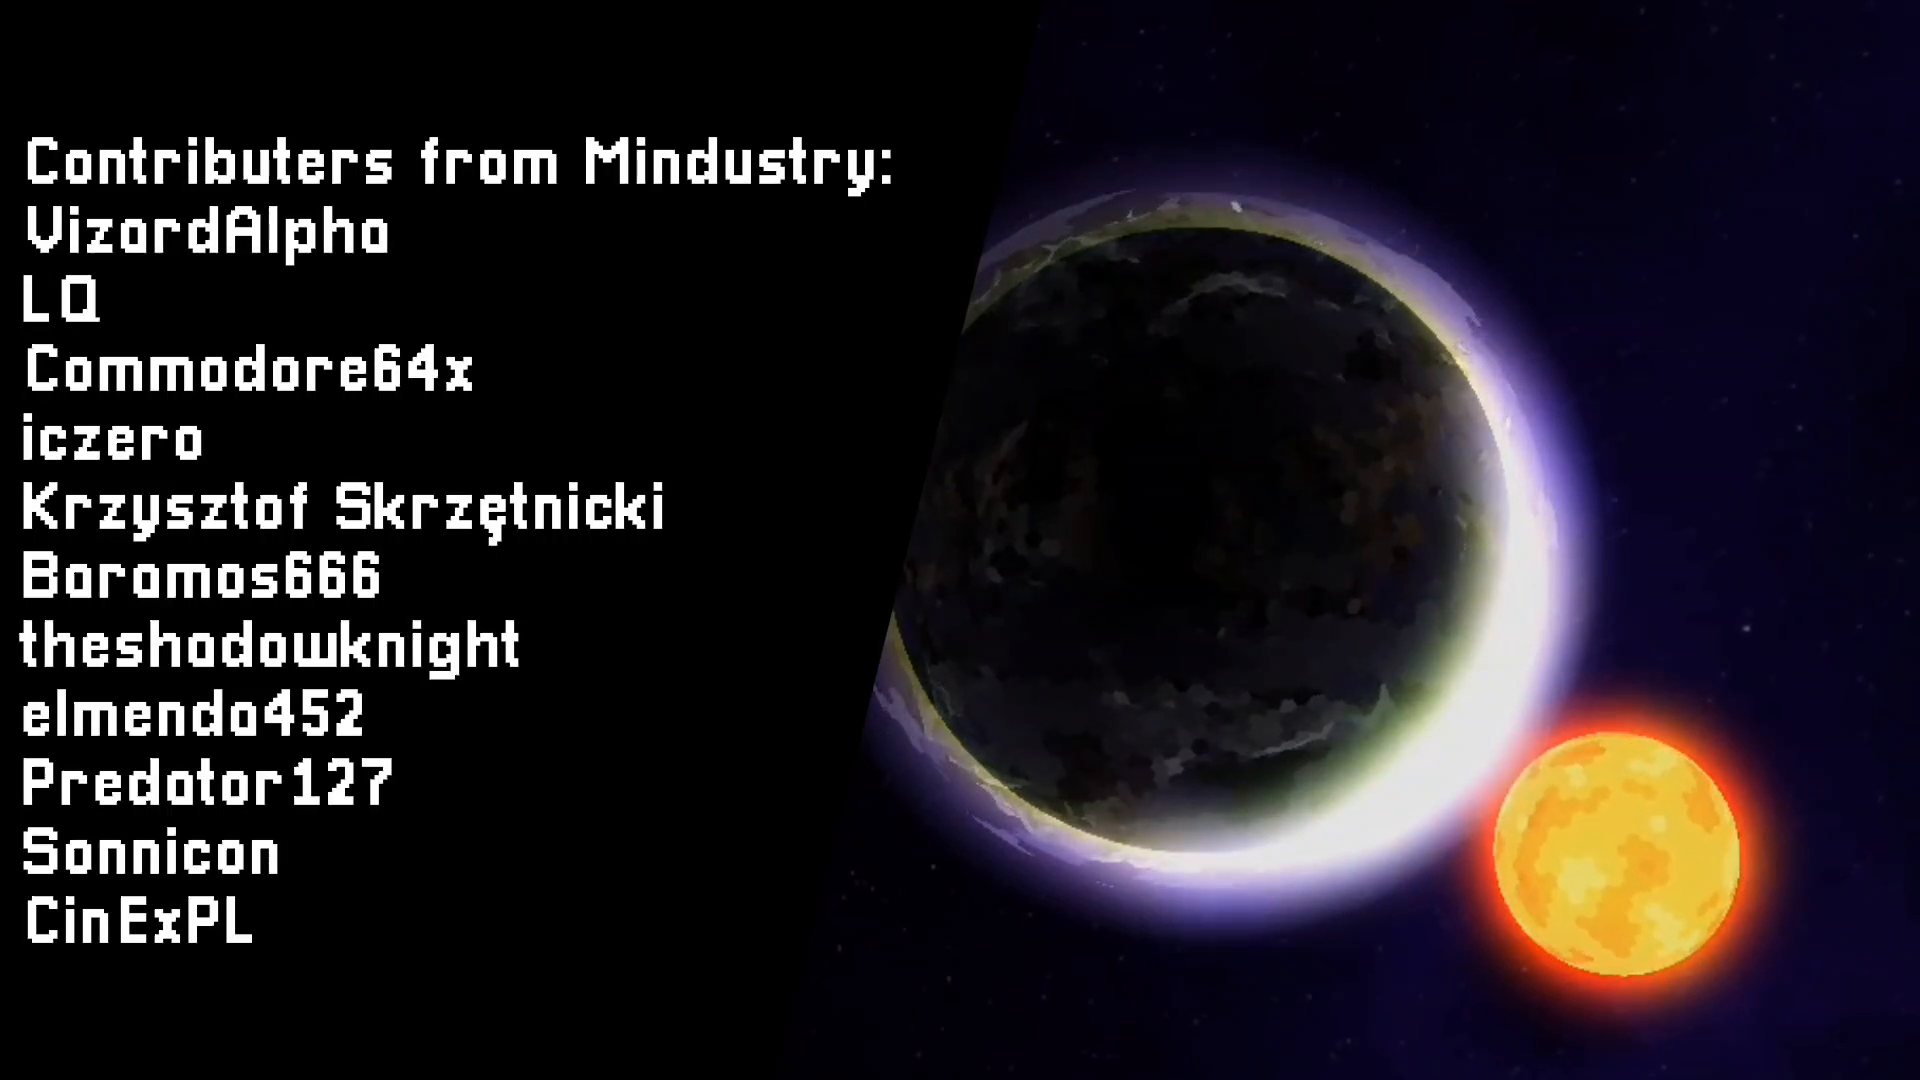 Contributers from Mindustry:
VizardAlpha
LQ
Commodore64x
iczero
Krzysztof Skrzętnicki
Baramos666
theshadowknight
elmenda452
Predator127
Sonnicon
CinExPL